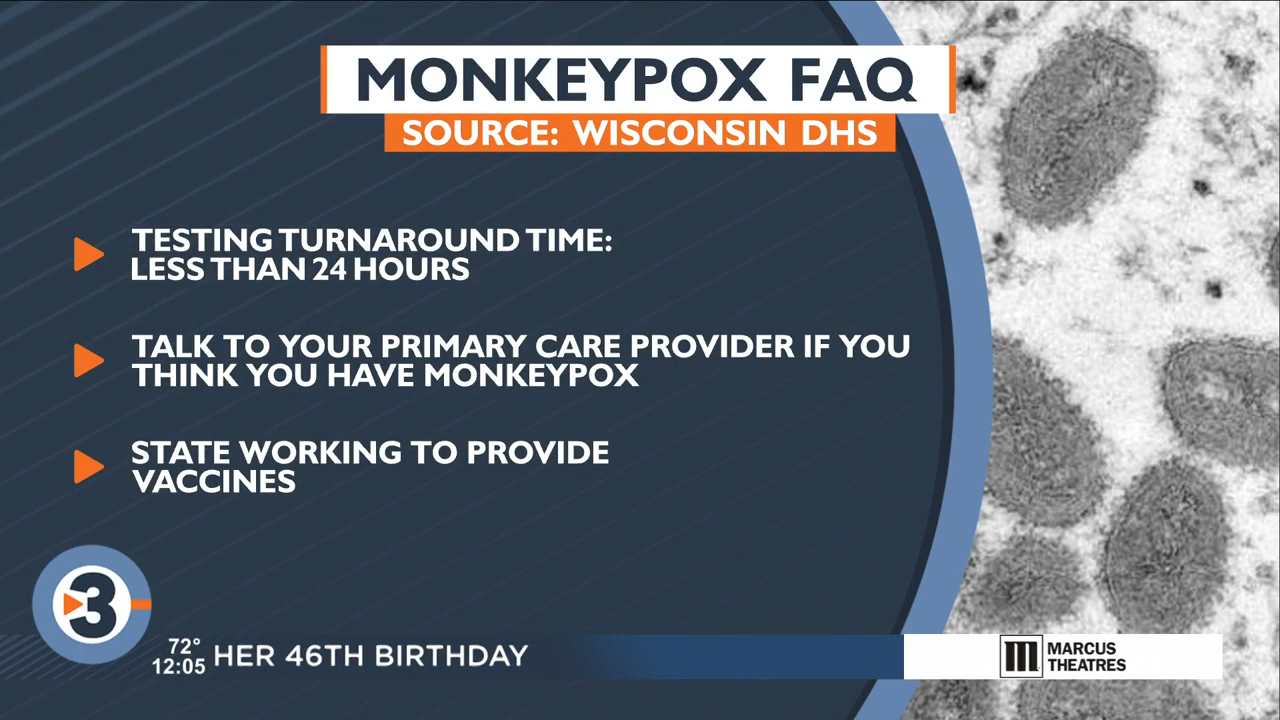 MONKEYPOX FAQ
SOURCE: WISCONSIN DHS
TESTING TURNAROUND TIME:
LESS THAN 24 HOURS
TALK TO YOUR PRIMARY CARE PROVIDER IF YOU
THINK YOU HAVE MONKEYPOX
STATE WORKING TO PROVIDE
VACCINES
3
72°
12:05
HER 46TH BIRTHDAY
MARCUS
THEATRES